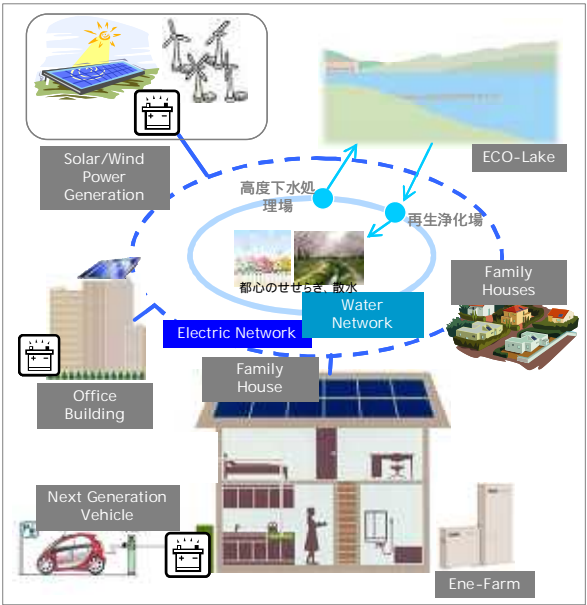 Solar/Wind
Power
Generation
ECO-Lake
高度下水処
理場
再生浄化場
都心のせせらぎ、散水
Water
Network
Electric Network
Family
Houses
Family
House
Office
Building
Next Generation
Vehicle
Ene-Farm